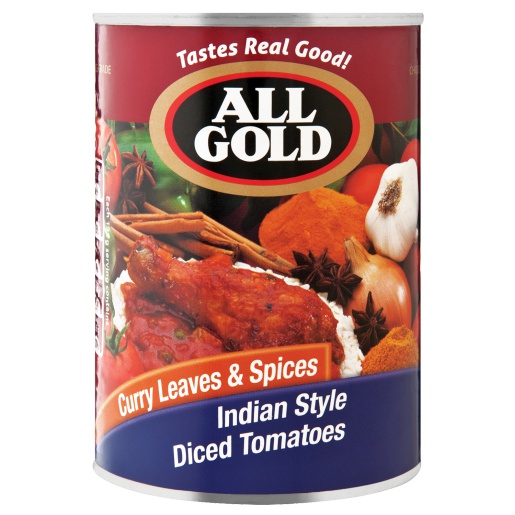 Tastes Real Good!
ALL
GOLD
Curry Leaves & Spices
Indian Style
Diced Tomatoes